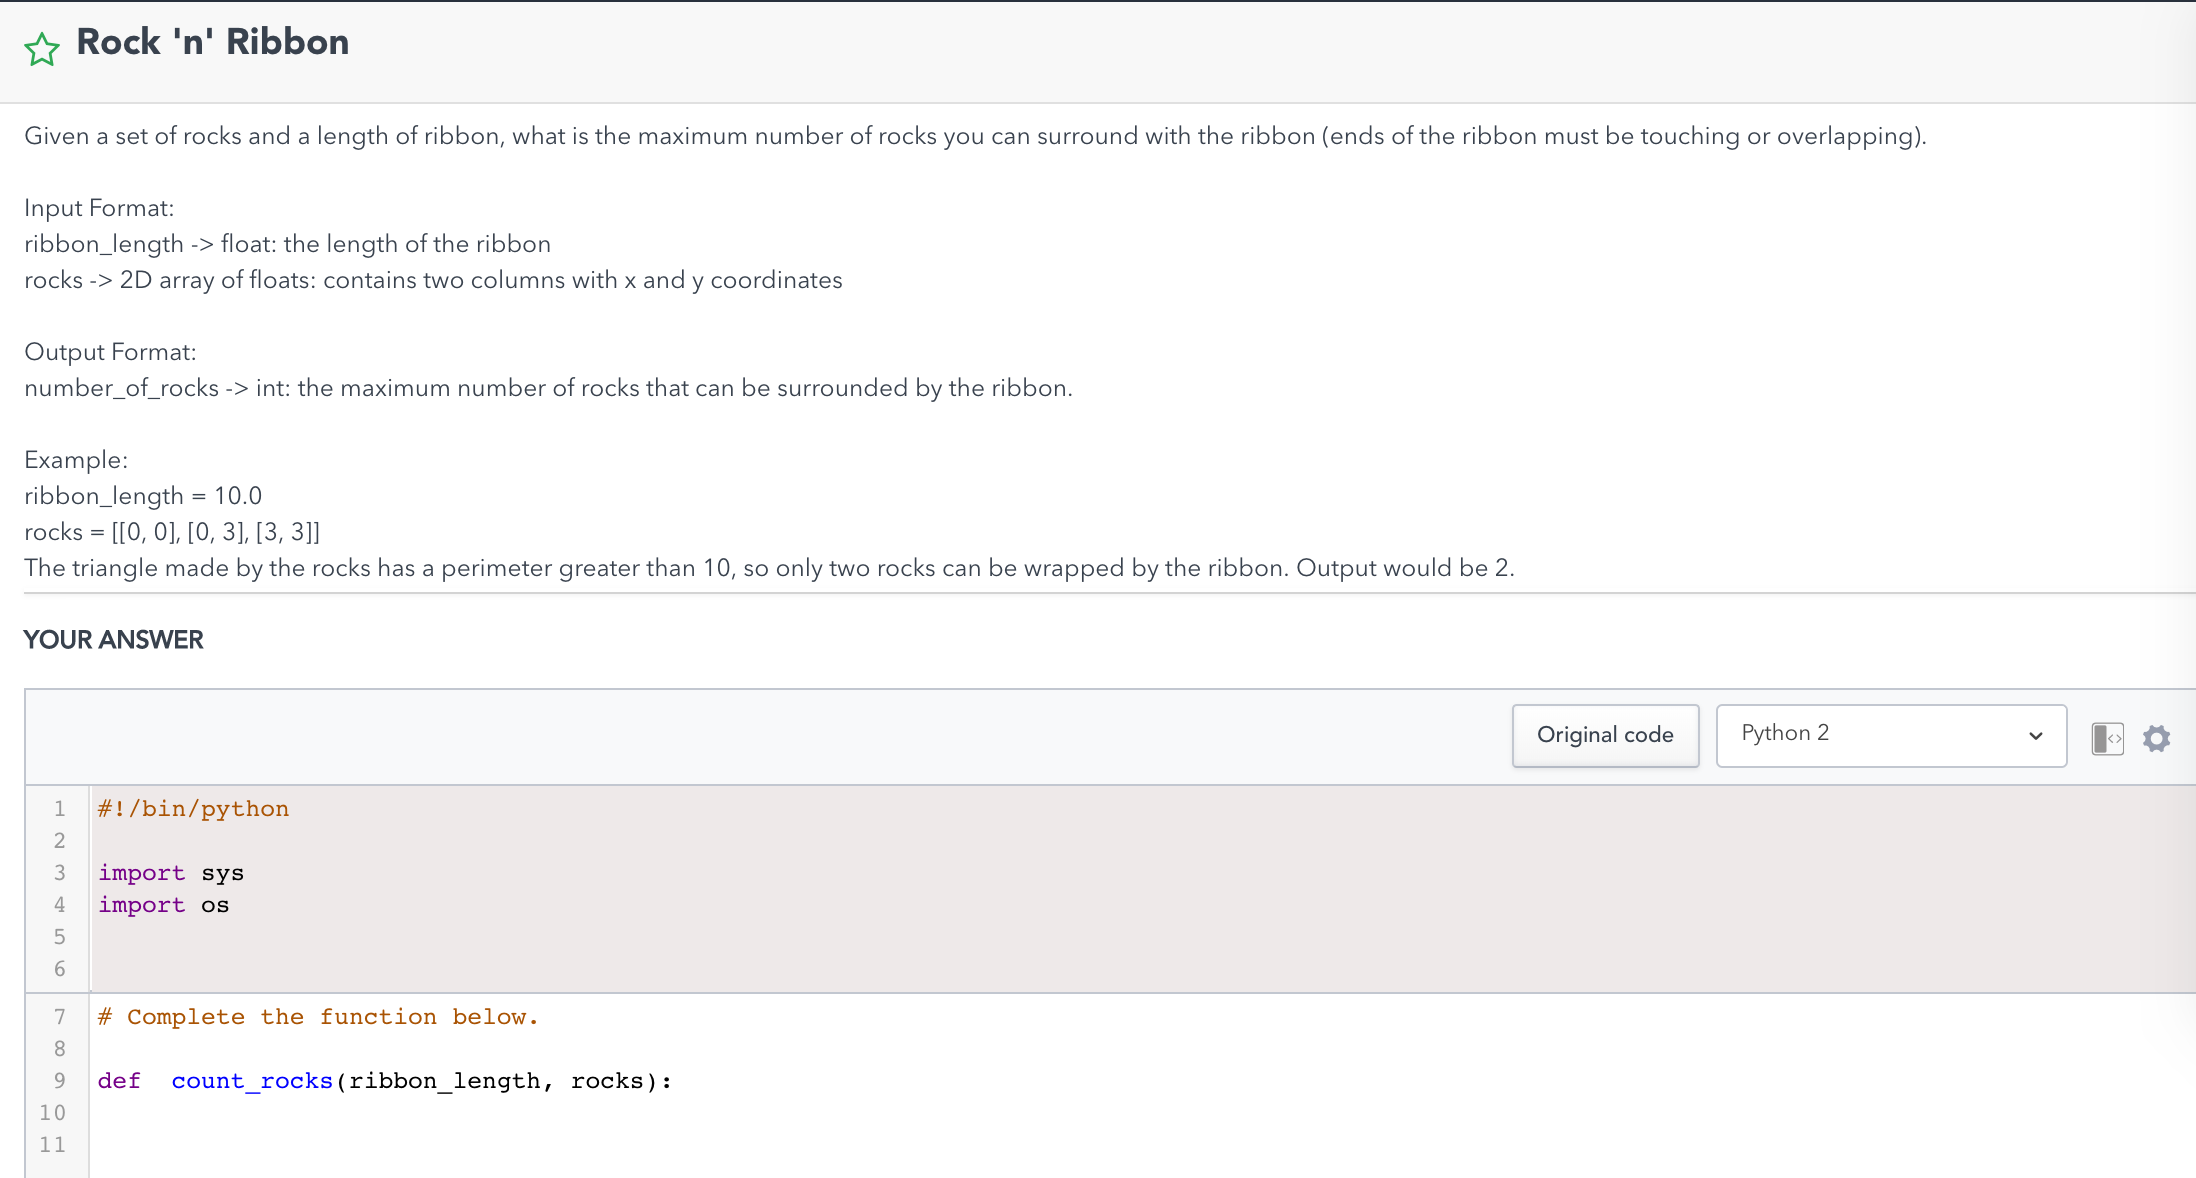 Rock 'n' Ribbon
Given a set of rocks and a length of ribbon, what is the maximum number of rocks you can surround with the ribbon (ends of the ribbon must be touching or overlapping).
Input Format:
ribbon_length -> float: the length of the ribbon
rocks -> 2D array of floats: contains two columns with x and y coordinates
Output Format:
number_of_rocks -> int: the maximum number of rocks that can be surrounded by the ribbon.
Example:
ribbon_length = 10.0
rocks = [[0, 0], [0, 3], [3, 3]]
The triangle made by the rocks has a perimeter greater than 10, so only two rocks can be wrapped by the ribbon. Output would be 2.
YOUR ANSWER
Original code
Python 2
1 #!/bin/python
2
3 import sys
4 import os
5
6
7 # Complete the function below.
8
9 def  count_rocks(ribbon_length, rocks):
10
11